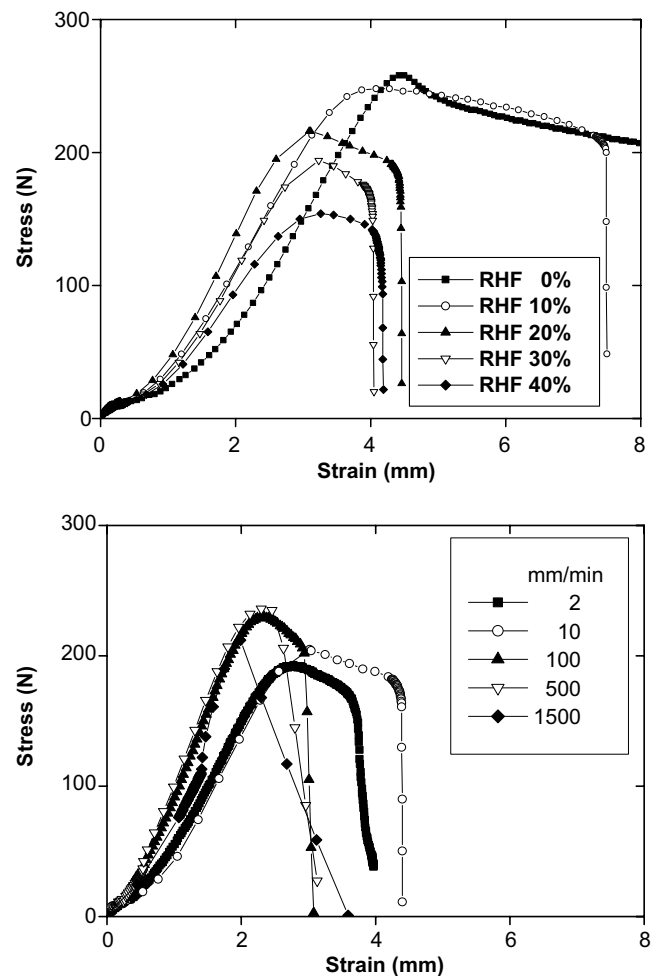 300
200
100
0
Stress (N)
0
2
4
6
8
Strain (mm)
RHF 0%
RHF 10%
RHF 20%
RHF 30%
RHF 40%
300
200
100
0
Stress (N)
0
2
4
6
8
Strain (mm)
mm/min
2
10
100
500
1500